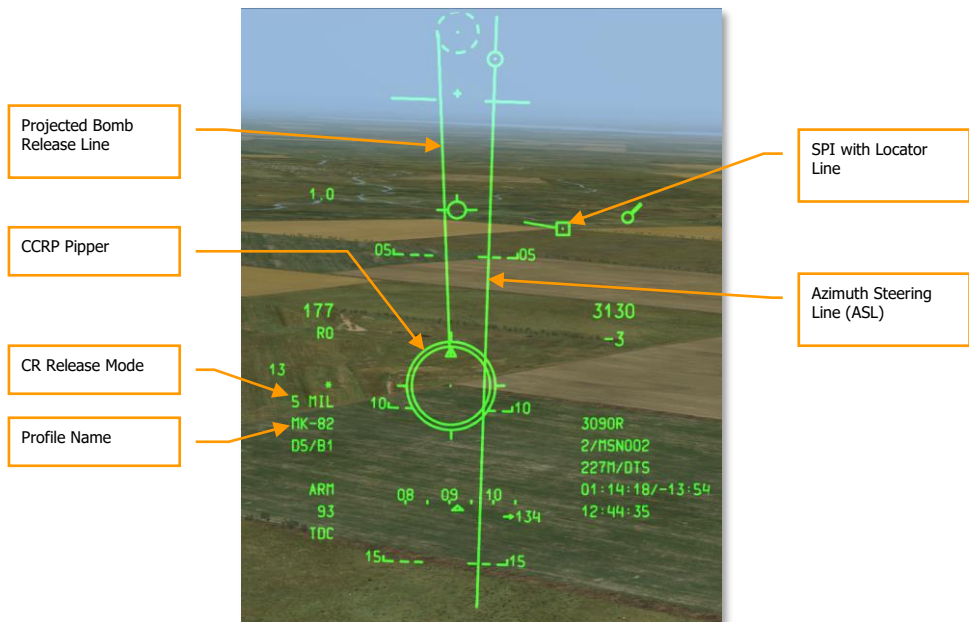 Projected Bomb
Release Line
CCRP Pipper
CR Release Mode
Profile Name
SPI with Locator
Line
Azimuth Steering
Line (ASL)
1.0
05 05
177 3130
RO -3
13
*
5 MIL
10 10
MK-82 3090R
D5/B1 2/MSN002
227M/DTS
ARM 08 09 10 01:14:18/-13:54
93 →134 12:44:35
TDC
15 15